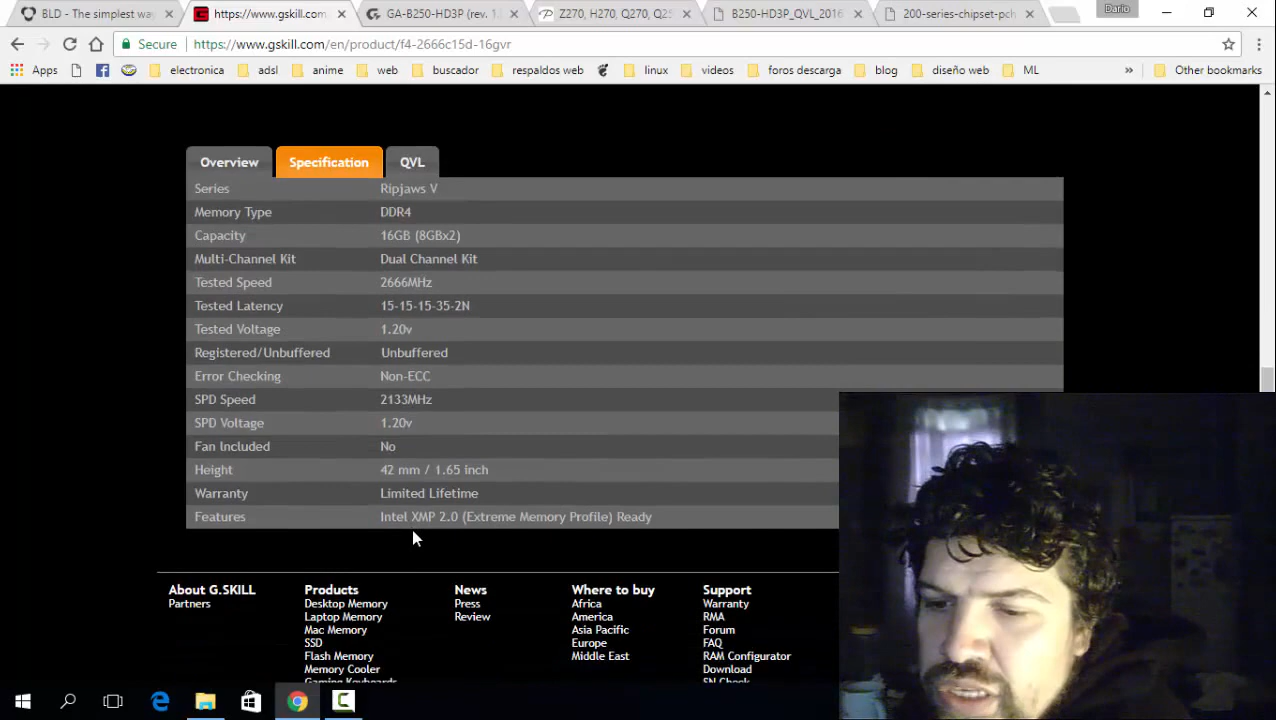 BLD - The simplest way
https://www.gskill.com/e
GA-B250-HD3P (rev. 1.
Z270, H270, Q270, Q25
B250-HD3P_QVL_2016
200-series-chipset-pch
Dario
Secure https://www.gskill.com/en/product/f4-2666c15d-16gvr
Apps electronica adsl anime web buscador respaldos web linux videos foros descarga blog diseño web ML » Other bookmarks
Overview Specification QVL
Series Ripjaws V
Memory Type DDR4
Capacity 16GB (8GBx2)
Multi-Channel Kit Dual Channel Kit
Tested Speed 2666MHz
Tested Latency 15-15-15-35-2N
Tested Voltage 1.20v
Registered/Unbuffered Unbuffered
Error Checking Non-ECC
SPD Speed 2133MHz
SPD Voltage 1.20v
Fan Included No
Height 42 mm / 1.65 inch
Warranty Limited Lifetime
Features Intel XMP 2.0 (Extreme Memory Profile) Ready
About G.SKILL
Partners
Products
Desktop Memory
Laptop Memory
Mac Memory
SSD
Flash Memory
Memory Cooler
Gaming Keyboards
News
Press
Review
Where to buy
Africa
America
Asia Pacific
Europe
Middle East
Support
Warranty
RMA
Forum
FAQ
RAM Configurator
Download
SN Check